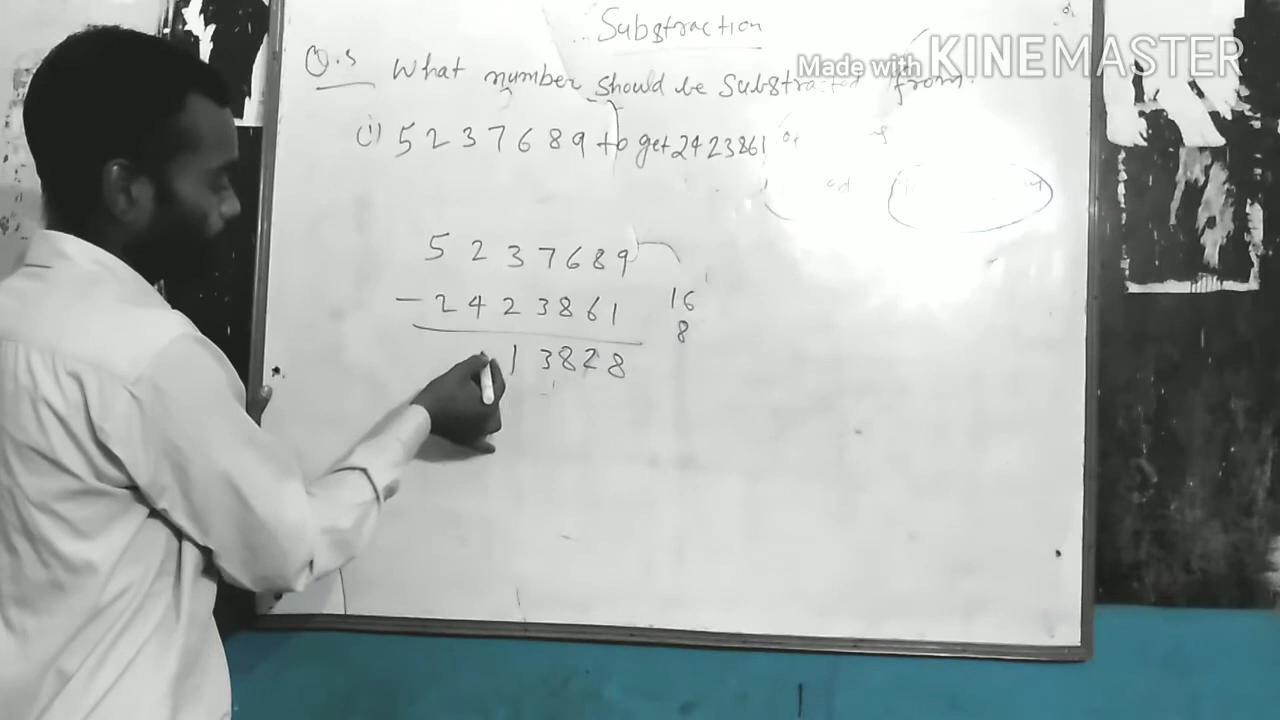 Substraction
Made with KINEMASTER
Q.5 What number should be Substracted from.
(i) 5237689 to get 2423861
5237689
- 2423861
16
8
13828